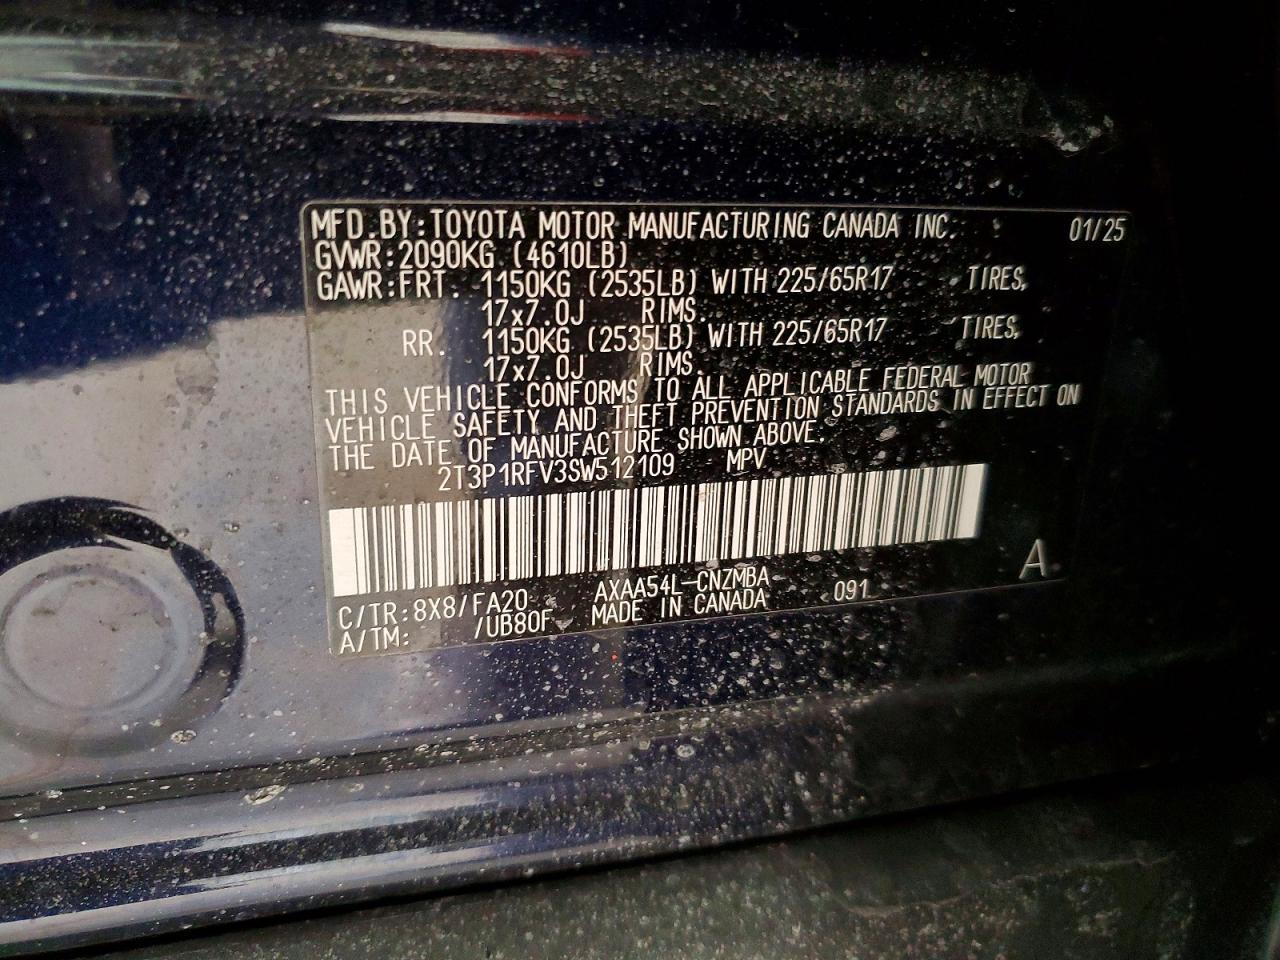 MFD.BY:TOYOTA MOTOR MANUFACTURING CANADA INC. 01/25
GVWR:2090KG (4610LB)
GAWR:FRT. 1150KG (2535LB) WITH 225/65R17 TIRES,
17x7.0J RIMS.
RR. 1150KG (2535LB) WITH 225/65R17 TIRES,
17x7.0J RIMS.
THIS VEHICLE CONFORMS TO ALL APPLICABLE FEDERAL MOTOR
VEHICLE SAFETY AND THEFT PREVENTION STANDARDS IN EFFECT ON
THE DATE OF MANUFACTURE SHOWN ABOVE.
2T3P1RFV3SW512109 MPV
A
C/TR:8X8/FA20 AXAA54L-CNZMBA 091
A/TM: /UB80F MADE IN CANADA